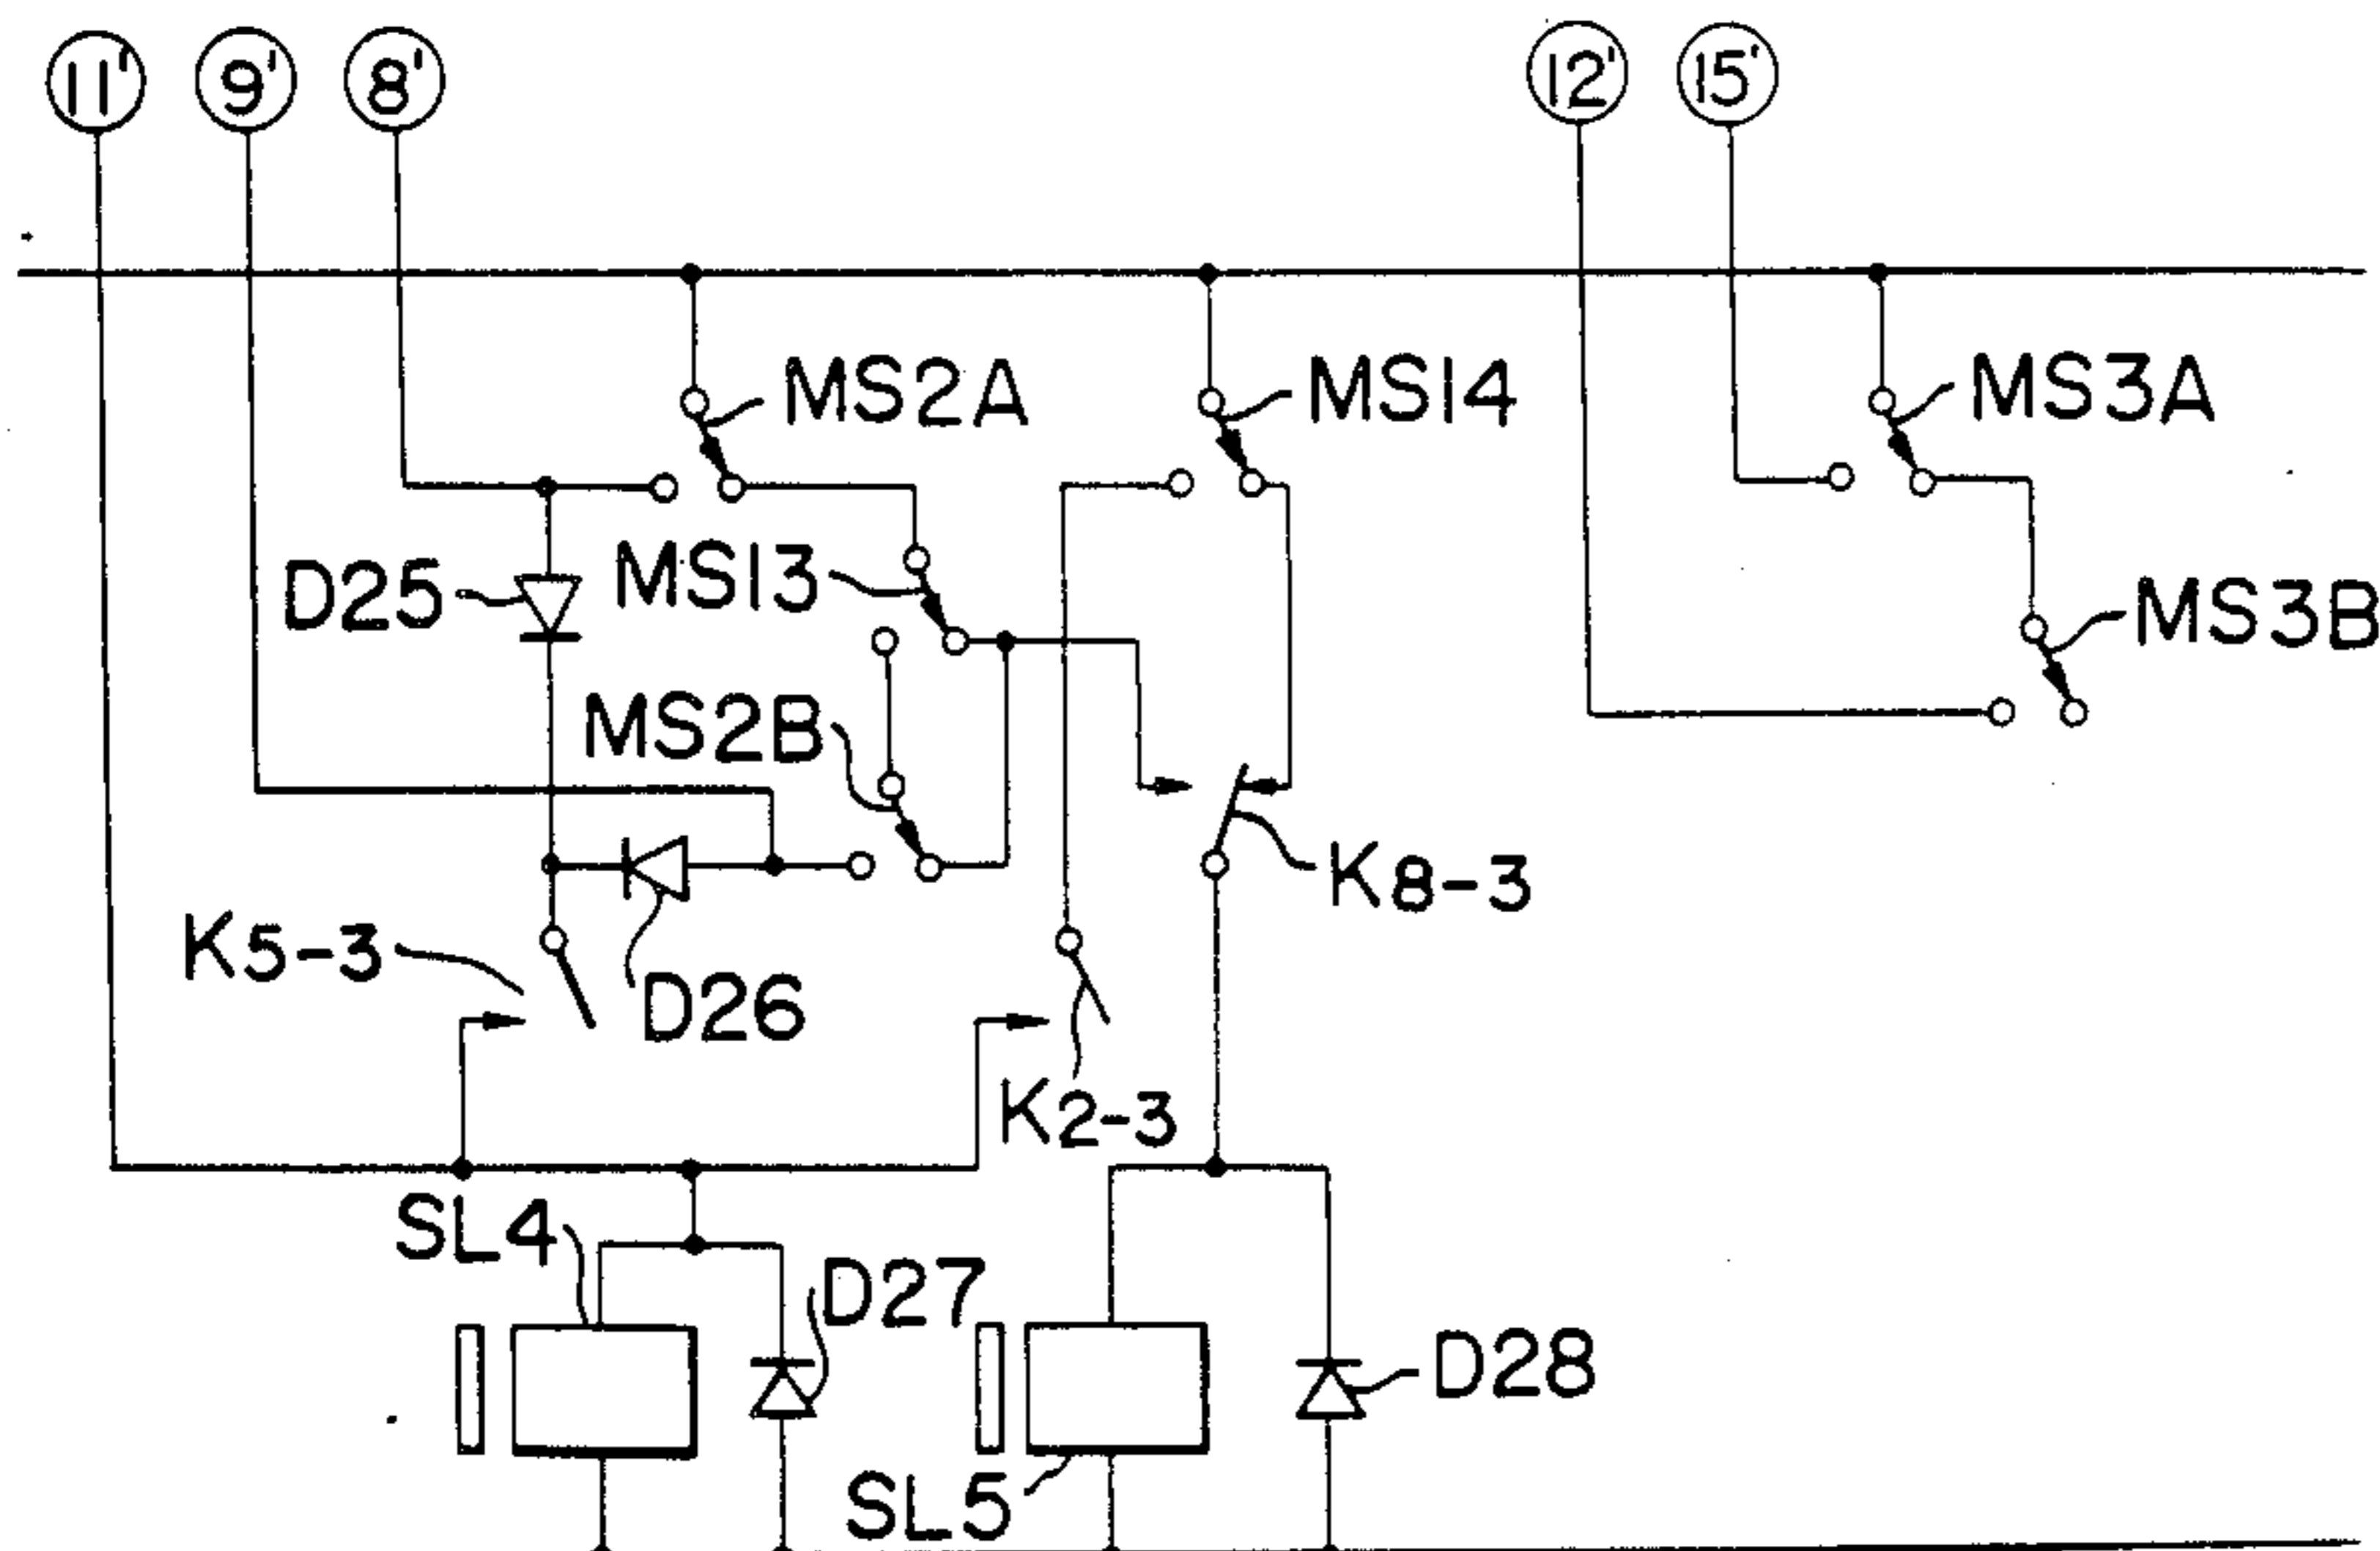 11' 9' 8' 12' 15'
MS2A MS14 MS3A
D25 MS13 MS3B
MS2B
K8-3
K5-3 D26
K2-3
SL4 D27
D28
SL5